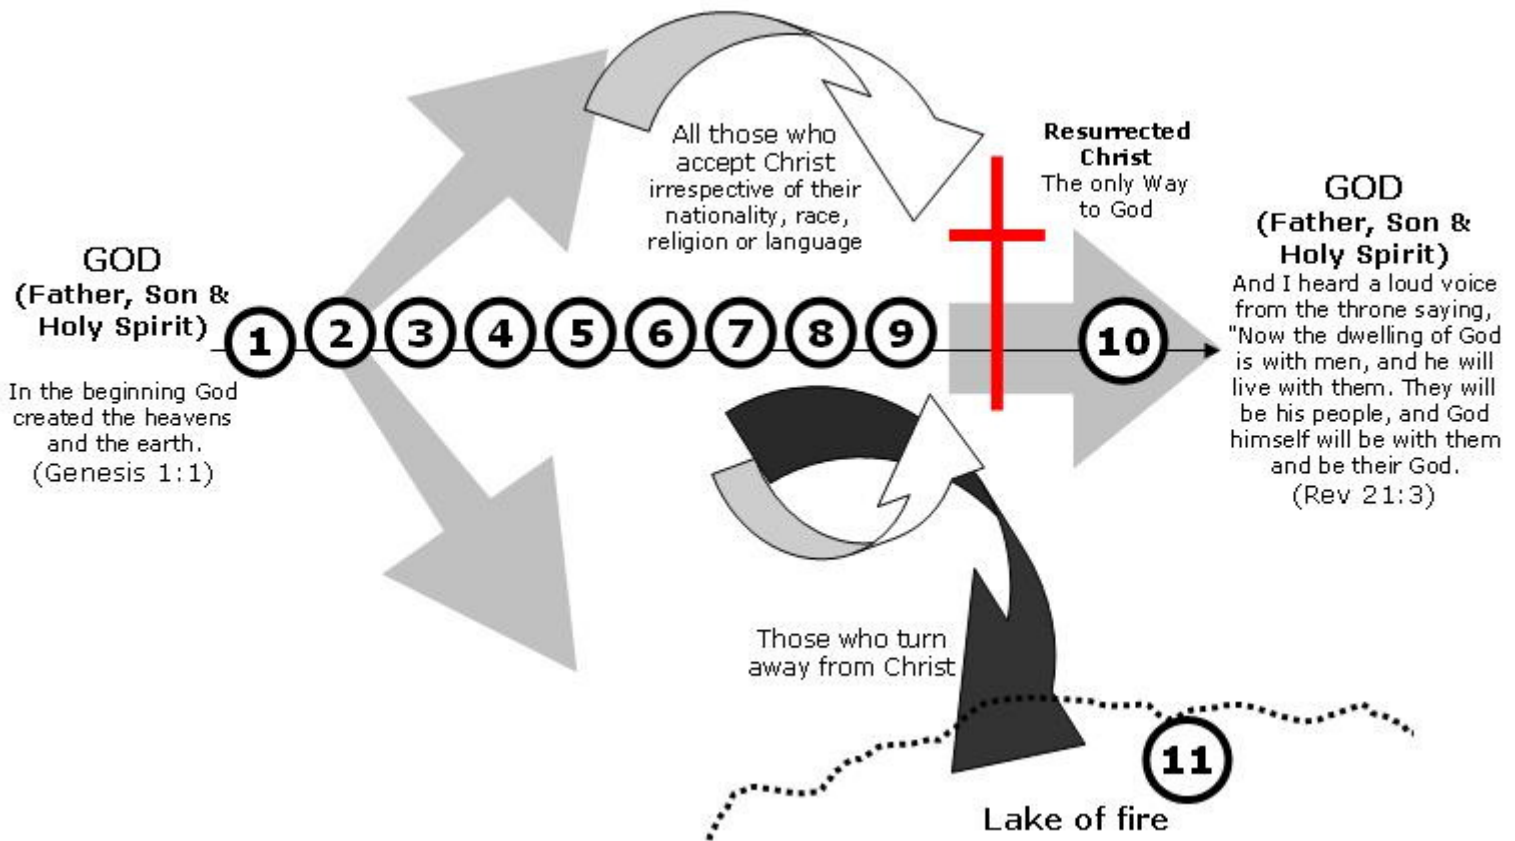 GOD
(Father, Son &
Holy Spirit)
In the beginning God
created the heavens
and the earth.
(Genesis 1:1)
All those who
accept Christ
irrespective of their
nationality, race,
religion or language
1 2 3 4 5 6 7 8 9 10
Resurrected
Christ
The only Way
to God
GOD
(Father, Son &
Holy Spirit)
And I heard a loud voice
from the throne saying,
"Now the dwelling of God
is with men, and he will
live with them. They will
be his people, and God
himself will be with them
and be their God.
(Rev 21:3)
Those who turn
away from Christ
11
Lake of fire